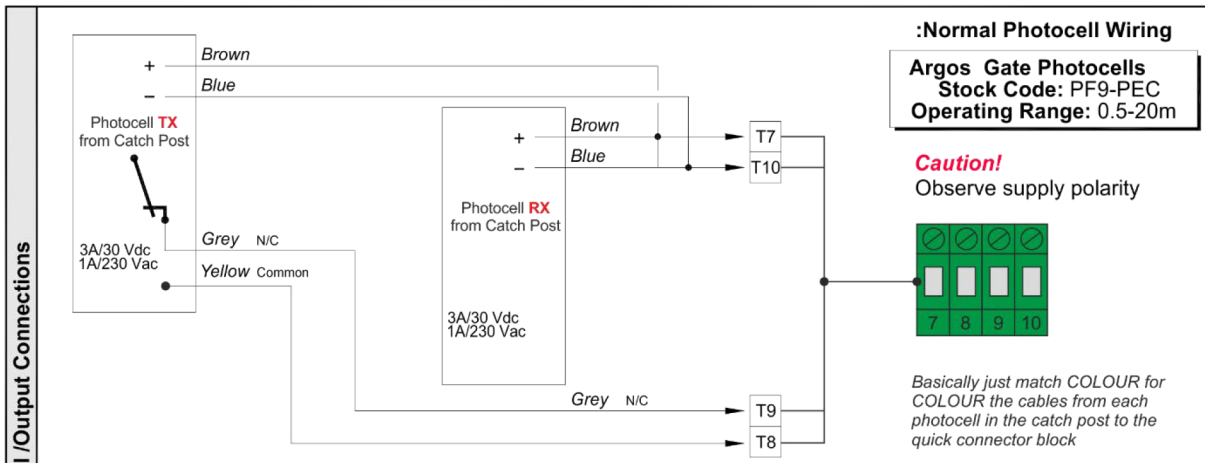 :Normal Photocell Wiring
Argos Gate Photocells
Stock Code: PF9-PEC
Operating Range: 0.5-20m
Caution!
Observe supply polarity
7 8 9 10
Basically just match COLOUR for
COLOUR the cables from each
photocell in the catch post to the
quick connector block
+
Brown
−
Blue
Photocell TX
from Catch Post
3A/30 Vdc
1A/230 Vac
Grey N/C
Yellow Common
+
Brown
−
Blue
Photocell RX
from Catch Post
3A/30 Vdc
1A/230 Vac
Grey N/C
T7
T10
T9
T8
/Output Connections